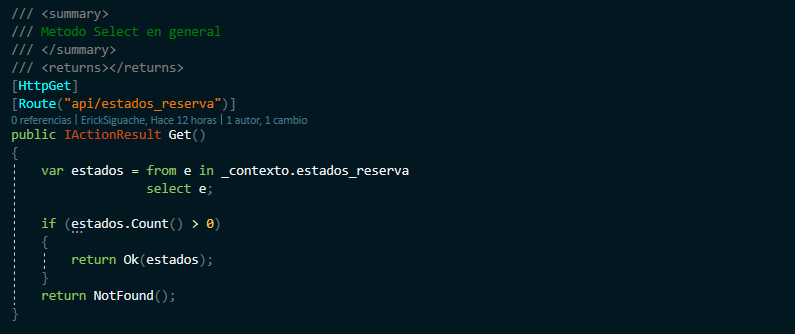 /// <summary>
/// Metodo Select en general
/// </summary>
/// <returns></returns>
[HttpGet]
[Route("api/estados_reserva")]
0 referencias | ErickSiguache, Hace 12 horas | 1 autor, 1 cambio
public IActionResult Get()
{
    var estados = from e in _contexto.estados_reserva
                  select e;
    if (estados.Count() > 0)
    {
        return Ok(estados);
    }
    return NotFound();
}